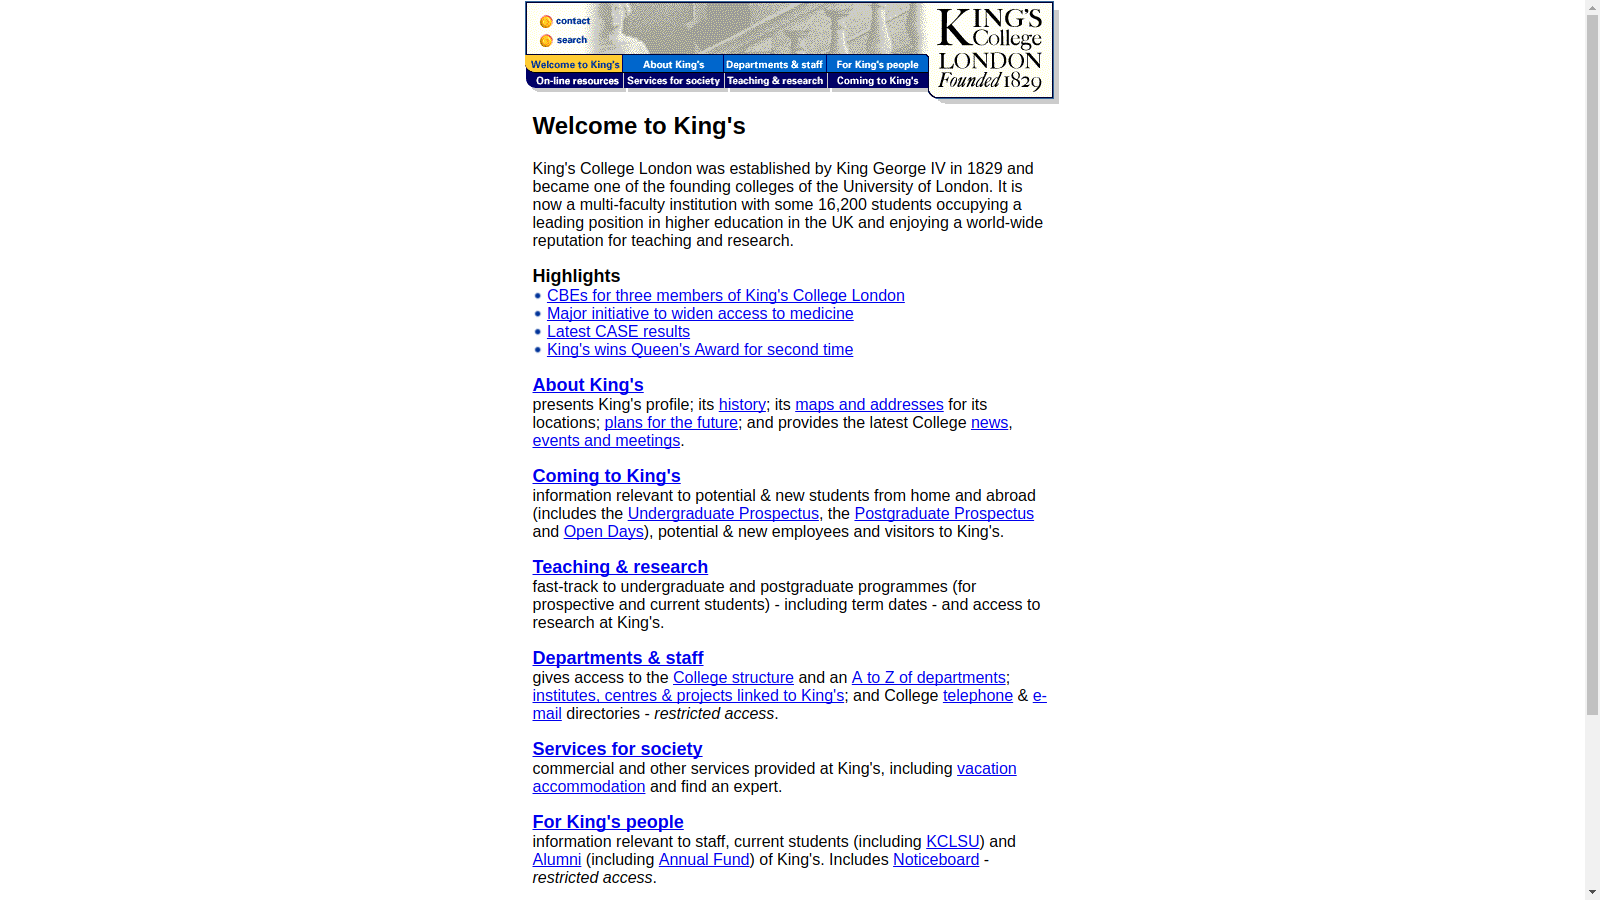 contact
search
KING'S
College
LONDON
Founded 1829
Welcome to King's About King's Departments & staff For King's people
On-line resources Services for society Teaching & research Coming to King's
Welcome to King's
King's College London was established by King George IV in 1829 and
became one of the founding colleges of the University of London. It is
now a multi-faculty institution with some 16,200 students occupying a
leading position in higher education in the UK and enjoying a world-wide
reputation for teaching and research.
Highlights
CBEs for three members of King's College London
Major initiative to widen access to medicine
Latest CASE results
King's wins Queen's Award for second time
About King's
presents King's profile; its history; its maps and addresses for its
locations; plans for the future; and provides the latest College news,
events and meetings.
Coming to King's
information relevant to potential & new students from home and abroad
(includes the Undergraduate Prospectus, the Postgraduate Prospectus
and Open Days), potential & new employees and visitors to King's.
Teaching & research
fast-track to undergraduate and postgraduate programmes (for
prospective and current students) - including term dates - and access to
research at King's.
Departments & staff
gives access to the College structure and an A to Z of departments;
institutes, centres & projects linked to King's; and College telephone & e-
mail directories - restricted access.
Services for society
commercial and other services provided at King's, including vacation
accommodation and find an expert.
For King's people
information relevant to staff, current students (including KCLSU) and
Alumni (including Annual Fund) of King's. Includes Noticeboard -
restricted access.